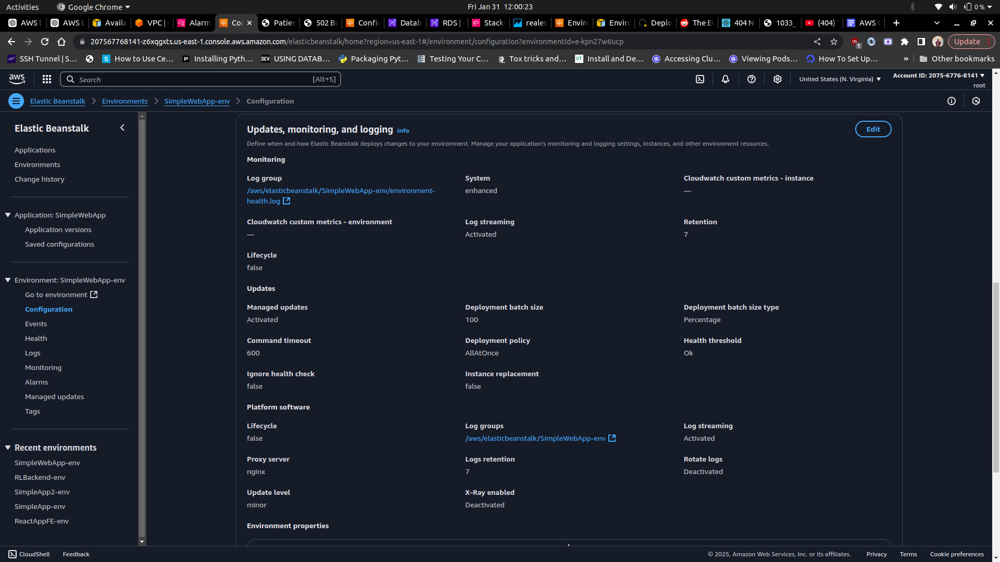 Activities
Google Chrome
Fri Jan 31 12:00:23
0 %
AWS D
AWS D
Availa
VPC |
Alarm
Con
Patien
502 Ba
Config
Datab
RDS |
Stacks
reales
Enviro
Enviro
Deplo
The EC
404 N
1033_
(404)
AWS C
207567768141-z6xqgxts.us-east-1.console.aws.amazon.com/elasticbeanstalk/home?region=us-east-1#/environment/configuration?environmentId=e-kpn27w6ucp
1
Update
SSH Tunnel | S...
How to Use Ce...
Installing Pyth...
DEV
USING DATAB...
Packaging Pyt...
Testing Your C...
Tox tricks and...
UT
Install and De...
Accessing Clu...
Viewing Pods...
How To Set Up...
»
Other bookmarks
aws
Search
[Alt+S]
United States (N. Virginia)
Account ID: 2075-6776-8141
root
Elastic Beanstalk
Environments
SimpleWebApp-env
Configuration
Elastic Beanstalk
Applications
Environments
Change history
Application: SimpleWebApp
Application versions
Saved configurations
Environment: SimpleWebApp-env
Go to environment
Configuration
Events
Health
Logs
Monitoring
Alarms
Managed updates
Tags
Recent environments
SimpleWebApp-env
RLBackend-env
SimpleApp2-env
SimpleApp-env
ReactAppFE-env
Updates, monitoring, and logging Info
Edit
Define when and how Elastic Beanstalk deploys changes to your environment. Manage your application's monitoring and logging settings, instances, and other environment resources.
Monitoring
Log group
/aws/elasticbeanstalk/SimpleWebApp-env/environment-
health.log
System
enhanced
Cloudwatch custom metrics - instance
—
Cloudwatch custom metrics - environment
—
Log streaming
Activated
Retention
7
Lifecycle
false
Updates
Managed updates
Activated
Deployment batch size
100
Deployment batch size type
Percentage
Command timeout
600
Deployment policy
AllAtOnce
Health threshold
Ok
Ignore health check
false
Instance replacement
false
Platform software
Lifecycle
false
Log groups
/aws/elasticbeanstalk/SimpleWebApp-env
Log streaming
Activated
Proxy server
nginx
Logs retention
7
Rotate logs
Deactivated
Update level
minor
X-Ray enabled
Deactivated
Environment properties
CloudShell
Feedback
© 2025, Amazon Web Services, Inc. or its affiliates.
Privacy
Terms
Cookie preferences